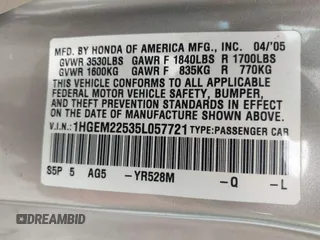 MFD. BY HONDA OF AMERICA MFG., INC. 04/'05
GVWR 3530LBS GAWR F 1840LBS R 1700LBS
GVWR 1600KG GAWR F 835KG R 770KG
THIS VEHICLE CONFORMS TO ALL APPLICABLE
FEDERAL MOTOR VEHICLE SAFETY, BUMPER,
AND THEFT PREVENTION STANDARDS IN EFFECT
ON THE DATE OF MANUFACTURE SHOWN ABOVE.
V.I.N.: 1HGEM22535L057721 TYPE:PASSENGER CAR
S5P 5 AG5 -YR528M -Q -L
DREAMBID